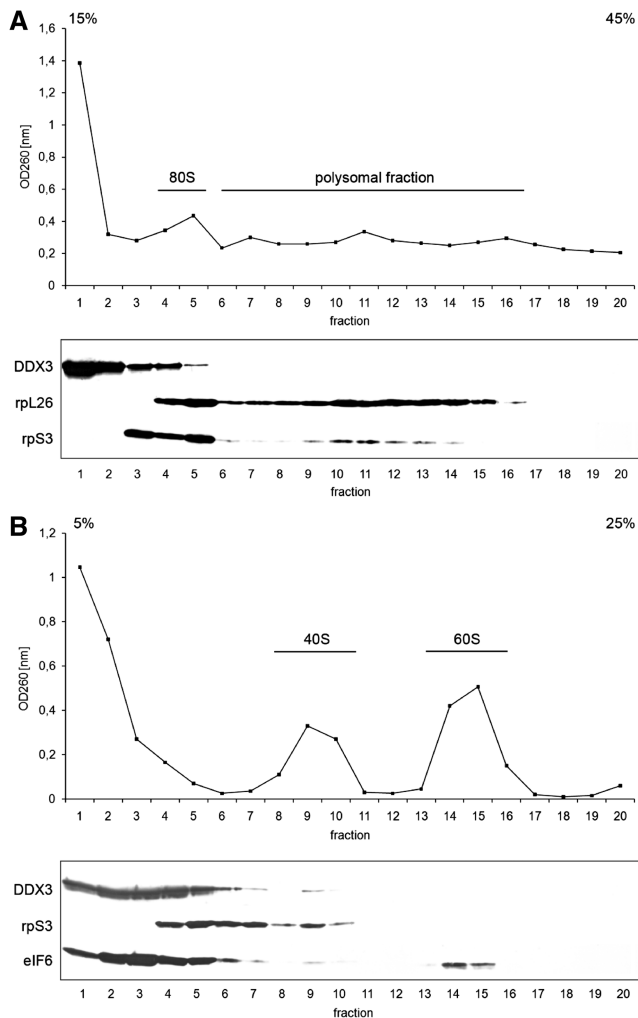 A
15%
45%
1,6
1,4
1,2
1
0,8
0,6
0,4
0,2
0
OD260 [nm]
80S
polysomal fraction
1 2 3 4 5 6 7 8 9 10 11 12 13 14 15 16 17 18 19 20
fraction
DDX3
rpL26
rpS3
1 2 3 4 5 6 7 8 9 10 11 12 13 14 15 16 17 18 19 20
fraction
B
5%
25%
1,2
1
0,8
0,6
0,4
0,2
0
OD260 [nm]
40S
60S
1 2 3 4 5 6 7 8 9 10 11 12 13 14 15 16 17 18 19 20
fraction
DDX3
rpS3
eIF6
1 2 3 4 5 6 7 8 9 10 11 12 13 14 15 16 17 18 19 20
fraction